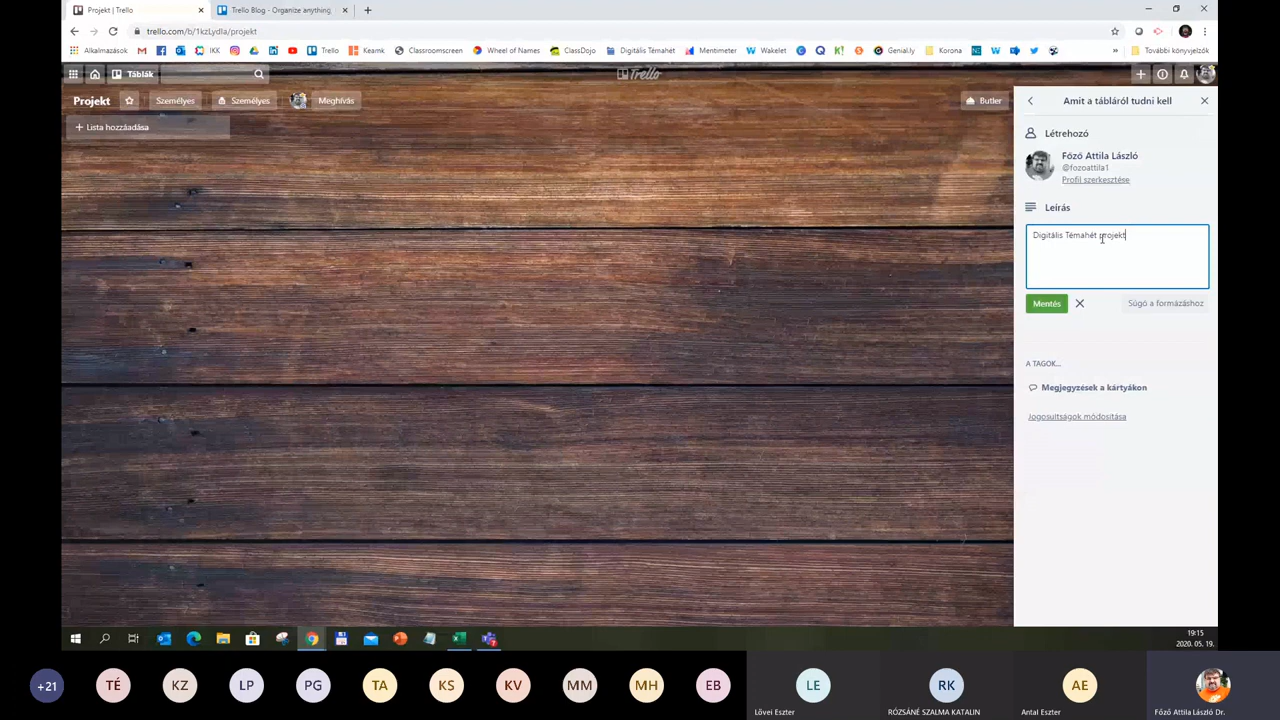 Projekt | Trello
Trello Blog - Organize anything,
trello.com/b/1kzLydIa/projekt
Alkalmazások
IKK
Trello
Keamk
Classroomscreen
Wheel of Names
ClassDojo
Digitális Témahét
Mentimeter
Wakelet
Genial.ly
Korona
További könyvjelzők
Táblák
Trello
Projekt
Személyes
Személyes
Meghívás
Butler
Amit a tábláról tudni kell
+ Lista hozzáadása
Létrehozó
Főző Attila László
@fozoattila1
Profil szerkesztése
Leírás
Digitális Témahét projekt
Mentés
Súgó a formázáshoz
A TAGOK...
Megjegyzések a kártyákon
Jogosultságok módosítása
19:15
2020. 05. 19.
+21
TÉ
KZ
LP
PG
TA
KS
KV
MM
MH
EB
LE
RK
AE
Lövei Eszter
RÓZSÁNÉ SZALMA KATALIN
Antal Eszter
Főző Attila László Dr.